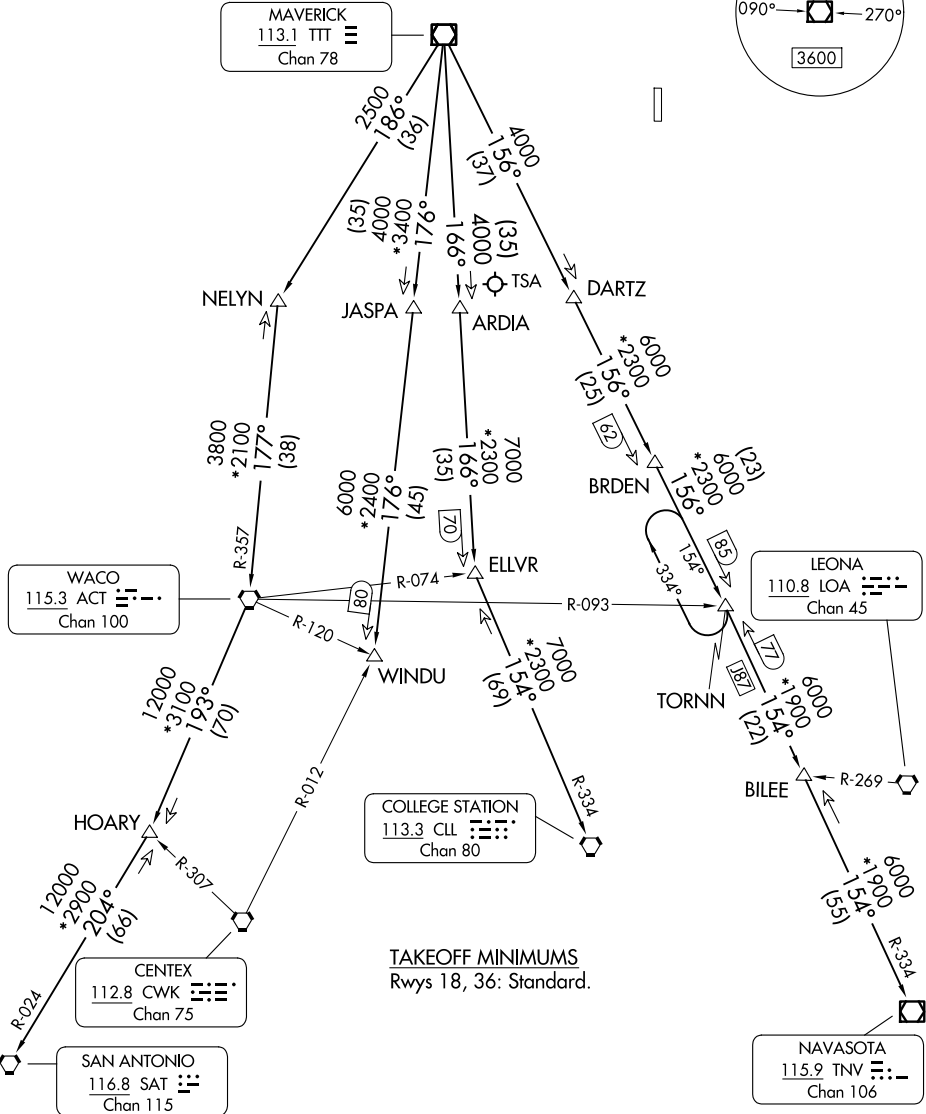 MAVERICK
113.1 TTT
Chan 78
090°
270°
3600
2500
186°
(36)
(35)
4000
*3400
176°
(35)
4000
166°
4000
156°
(37)
TSA
NELYN
JASPA
ARDIA
DARTZ
3800
*2100
177°
(38)
R-357
6000
*2400
176°
(45)
80
7000
*2300
166°
(35)
70
6000
*2300
156°
(25)
62
BRDEN
(23)
6000
*2300
156°
85
154°
334°
WACO
115.3 ACT
Chan 100
R-074
ELLVR
R-093
R-120
WINDU
LEONA
110.8 LOA
Chan 45
TORNN
77
J87
6000
*1900
154°
(22)
12000
*3100
193°
(70)
7000
*2300
154°
(69)
R-334
R-012
BILEE
R-269
HOARY
R-307
COLLEGE STATION
113.3 CLL
Chan 80
12000
*2900
204°
(66)
R-024
6000
*1900
154°
(55)
R-334
CENTEX
112.8 CWK
Chan 75
TAKEOFF MINIMUMS
Rwys 18, 36: Standard.
SAN ANTONIO
116.8 SAT
Chan 115
NAVASOTA
115.9 TNV
Chan 106